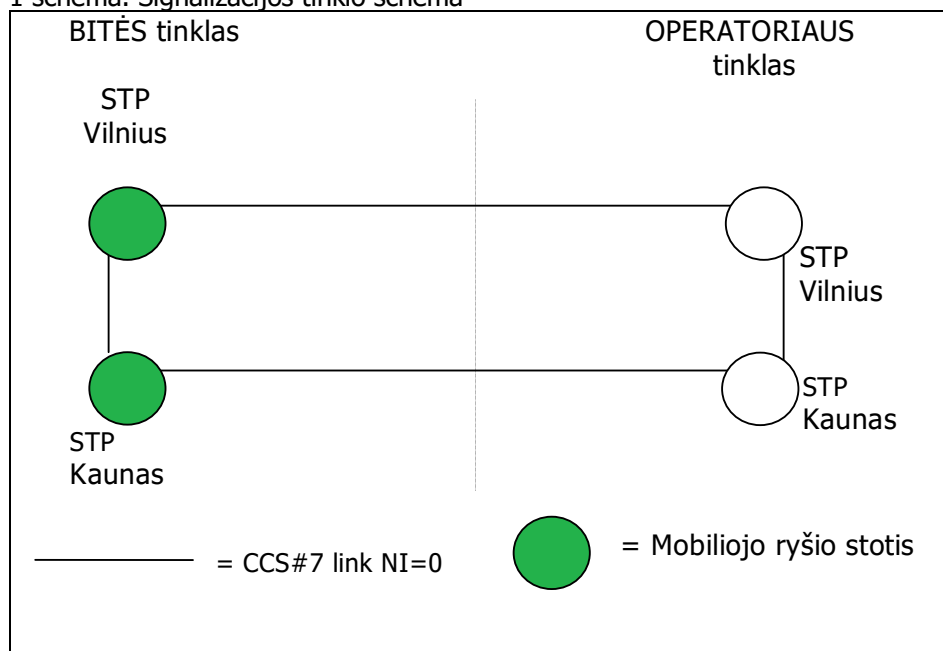 1 schema. Signalizacijos tinklo schema
BITĖS tinklas
OPERATORIAUS
tinklas
STP
Vilnius
STP
Vilnius
STP
Kaunas
STP
Kaunas
= CCS#7 link NI=0
= Mobiliojo ryšio stotis